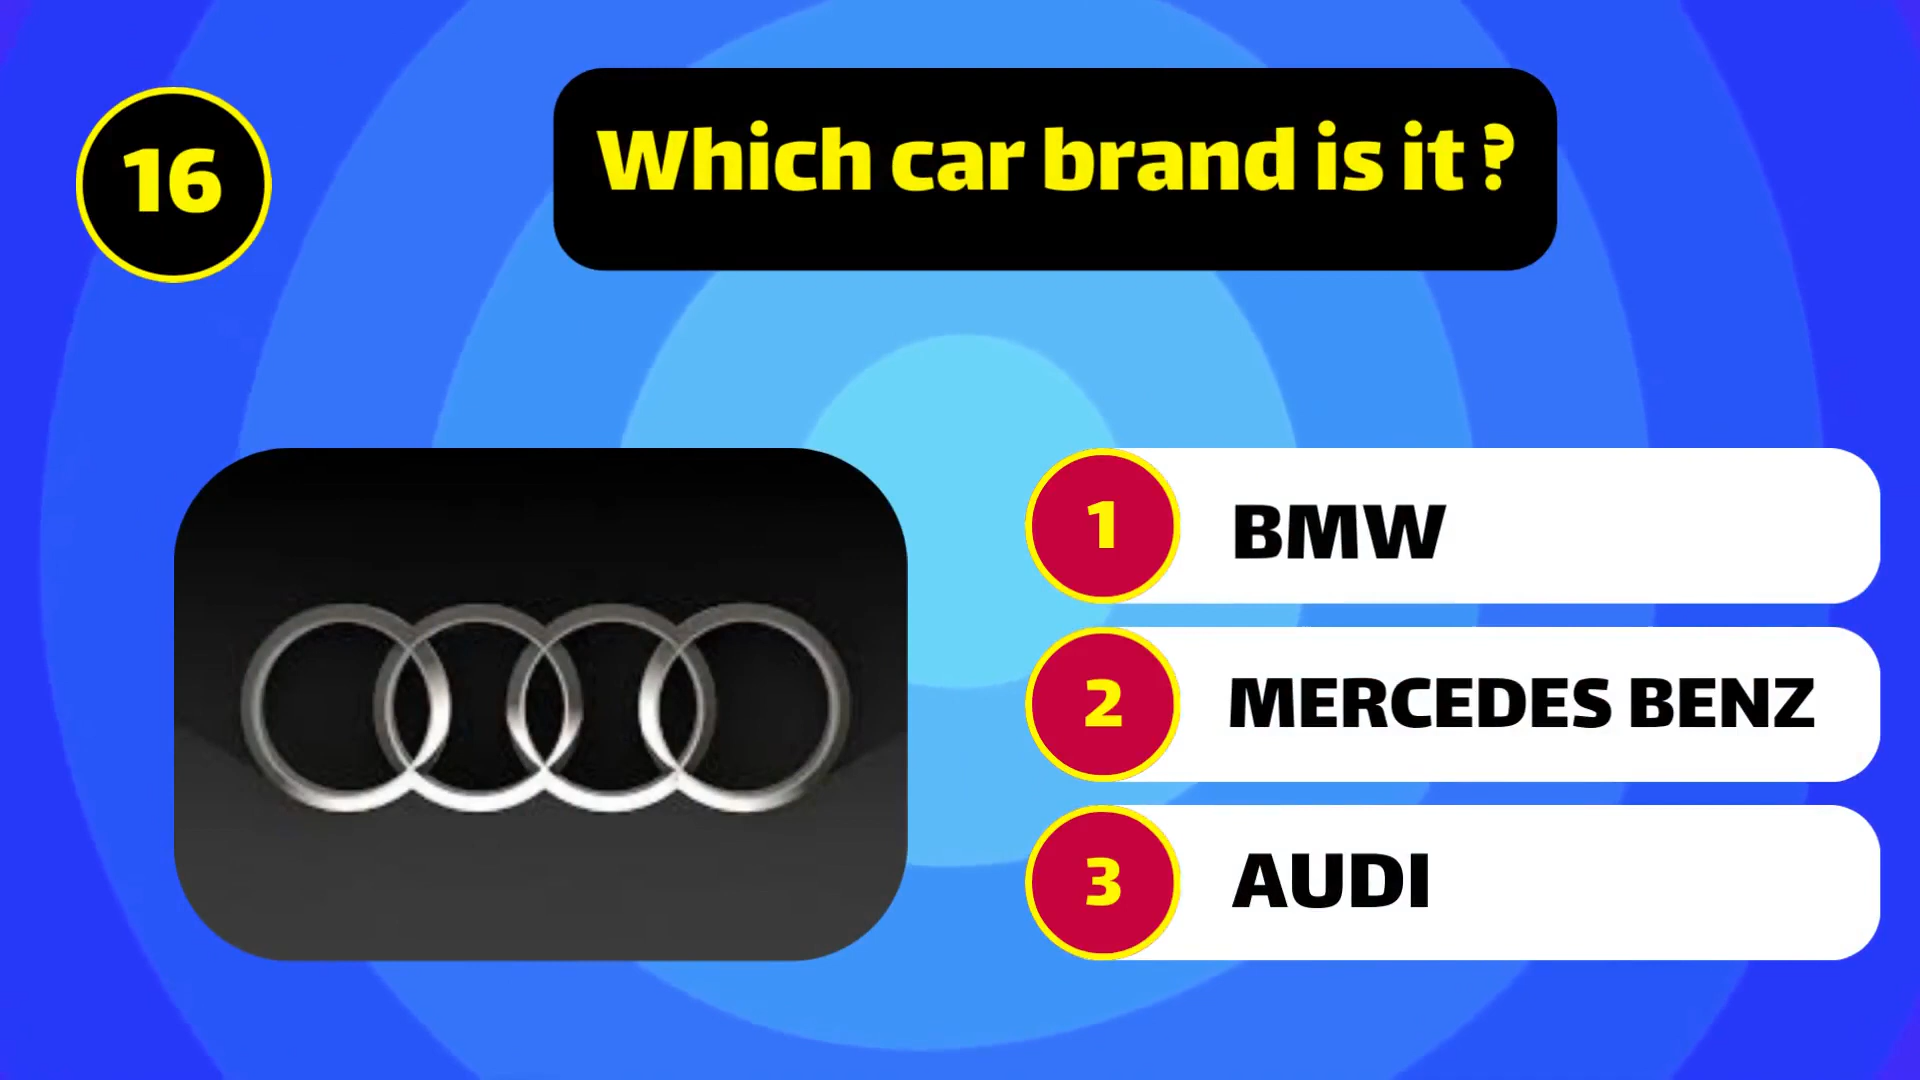 16
Which car brand is it ?
1
BMW
2
MERCEDES BENZ
3
AUDI